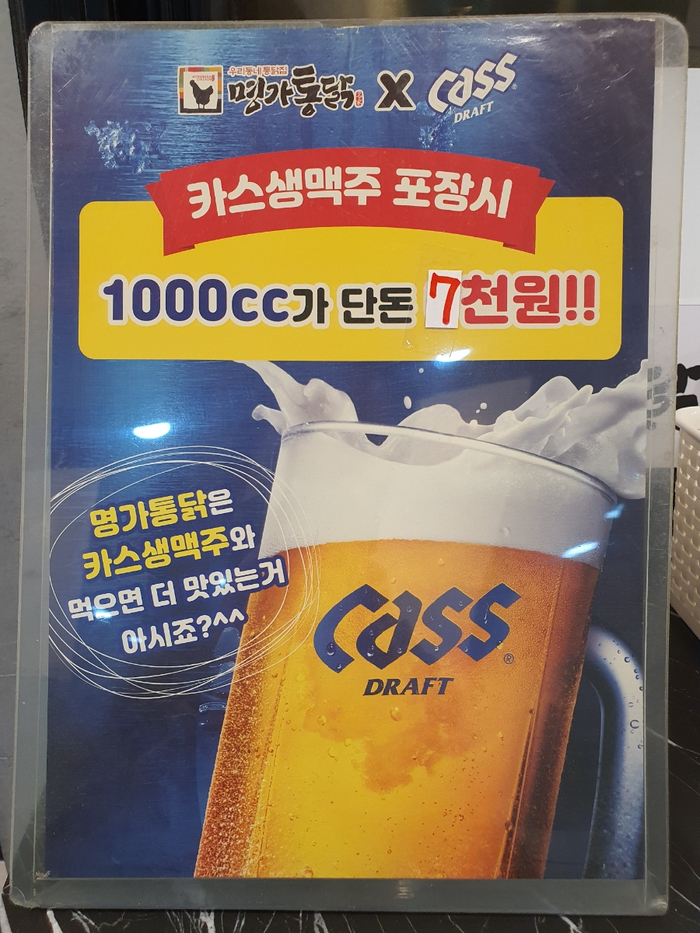 우리동네 통닭집
명가통닭 X Cass
DRAFT
카스생맥주 포장시
1000cc가 단돈 7천원!!
명가통닭은
카스생맥주와
먹으면 더 맛있는거
아시죠?^^
Cass®
DRAFT